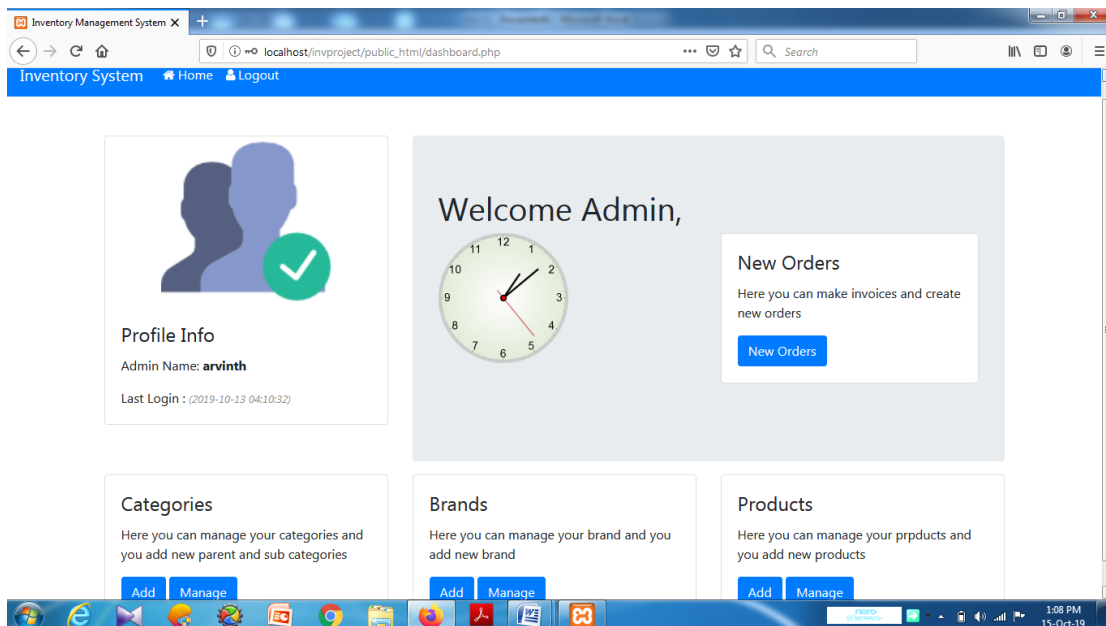 Inventory Management System
localhost/invproject/public_html/dashboard.php
Search
Inventory System Home Logout
Profile Info
Admin Name: arvinth
Last Login : (2019-10-13 04:10:32)
Welcome Admin,
12
1
2
3
4
5
6
7
8
9
10
11
New Orders
Here you can make invoices and create
new orders
New Orders
Categories
Here you can manage your categories and
you add new parent and sub categories
Add Manage
Brands
Here you can manage your brand and you
add new brand
Add Manage
Products
Here you can manage your prpducts and
you add new products
Add Manage
nero
1:08 PM
15-Oct-19